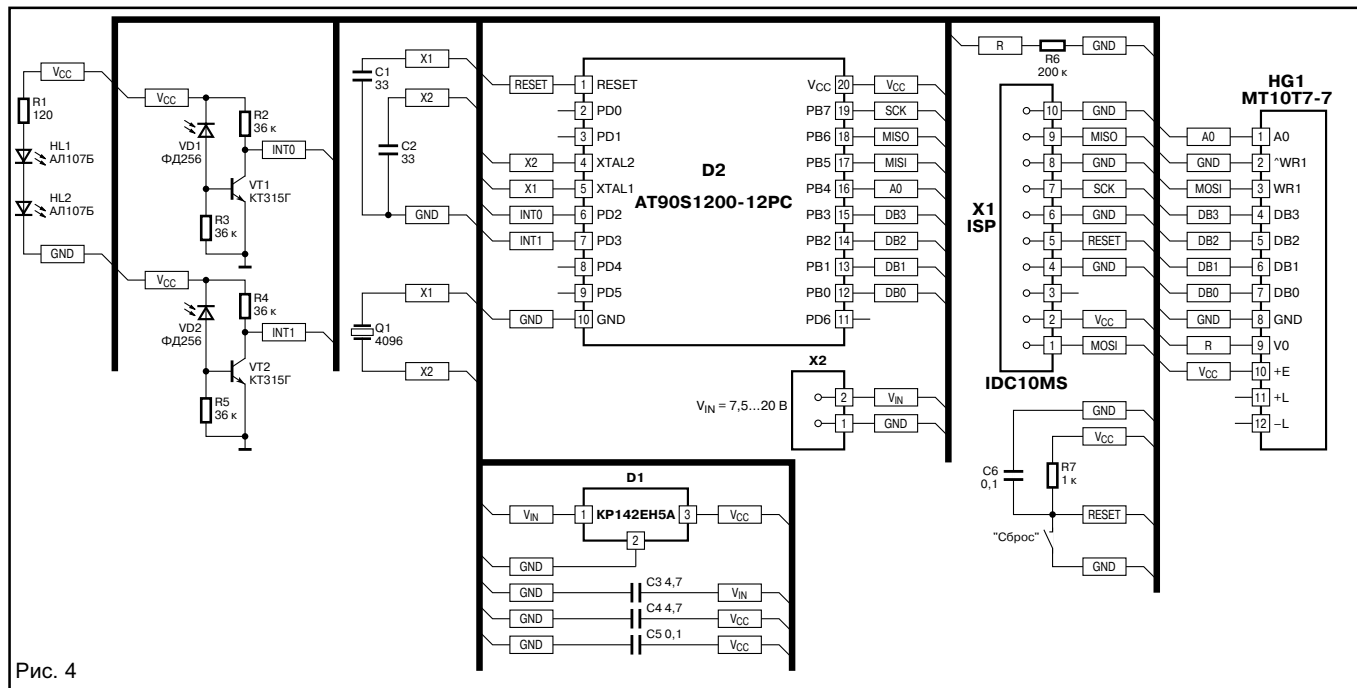 VCC
R1
120
HL1
АЛ107Б
HL2
АЛ107Б
GND
VCC
VD1
ФД256
R2
36 к
INT0
VT1
КТ315Г
R3
36 к
VCC
VD2
ФД256
R4
36 к
INT1
VT2
КТ315Г
R5
36 к
X1
C1
33
X2
C2
33
GND
X1
Q1
4096
X2
RESET 1 RESET
2 PD0
3 PD1
X2 4 XTAL2
X1 5 XTAL1
INT0 6 PD2
INT1 7 PD3
8 PD4
9 PD5
GND 10 GND
D2
AT90S1200-12PC
VCC 20 VCC
PB7 19 SCK
PB6 18 MISO
PB5 17 MISI
PB4 16 A0
PB3 15 DB3
PB2 14 DB2
PB1 13 DB1
PB0 12 DB0
PD6 11
X2
VIN = 7,5...20 В
2 VIN
1 GND
D1
VIN 1 КР142ЕН5А 3 VCC
2
GND
GND C3 4,7 VIN
GND C4 4,7 VCC
GND C5 0,1 VCC
R
R6
200 к
GND
X1
ISP
10 GND
9 MISO
8 GND
7 SCK
6 GND
5 RESET
4 GND
3
2 VCC
1 MOSI
IDC10MS
GND
VCC
C6
0,1
R7
1 к
RESET
"Сброс"
GND
HG1
MT10T7-7
A0 1 A0
GND 2 ^WR1
MOSI 3 WR1
DB3 4 DB3
DB2 5 DB2
DB1 6 DB1
DB0 7 DB0
GND 8 GND
R 9 V0
VCC 10 +E
11 +L
12 –L
Рис. 4